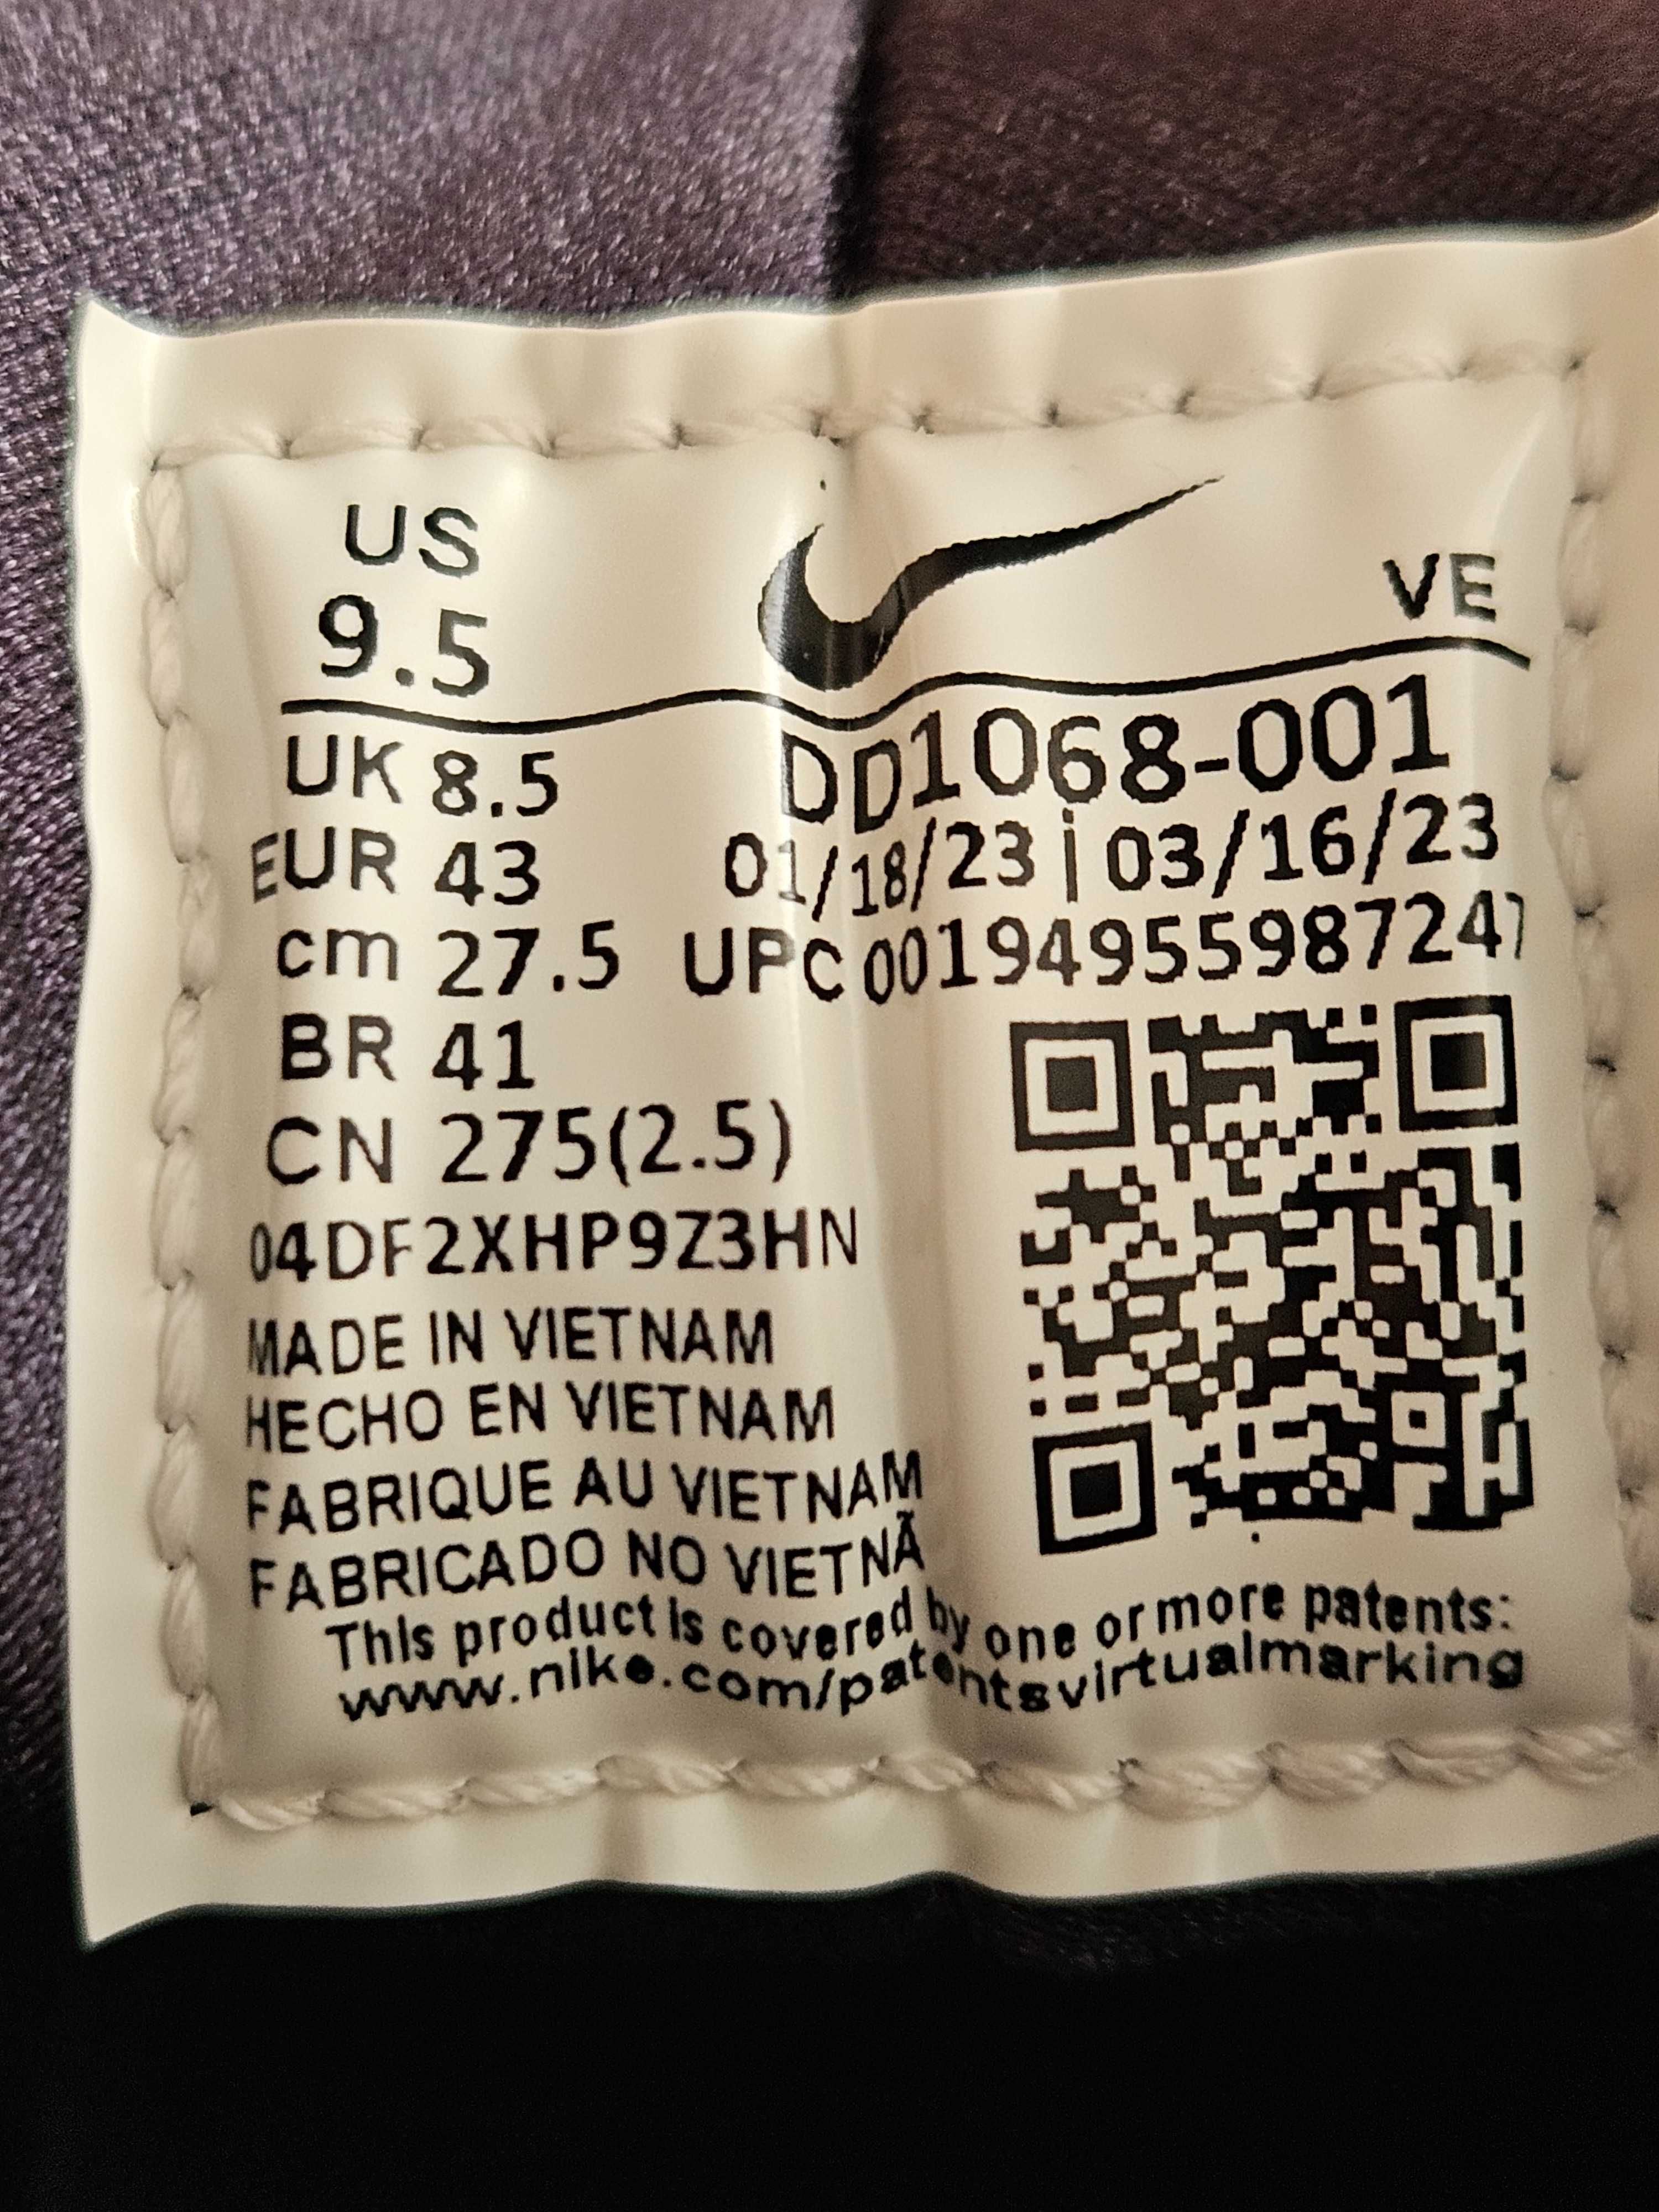 US
9.5
VE
UK 8.5 DD1068-001
EUR 43 01/18/23 i 03/16/23
cm 27.5 UPC 00194955987247
BR 41
CN 275(2.5)
04DF2XHP9Z3HN
MADE IN VIETNAM
HECHO EN VIETNAM
FABRIQUE AU VIETNAM
FABRICADO NO VIETNÃ
This product is covered by one or more patents:
www.nike.com/patentsvirtualmarking